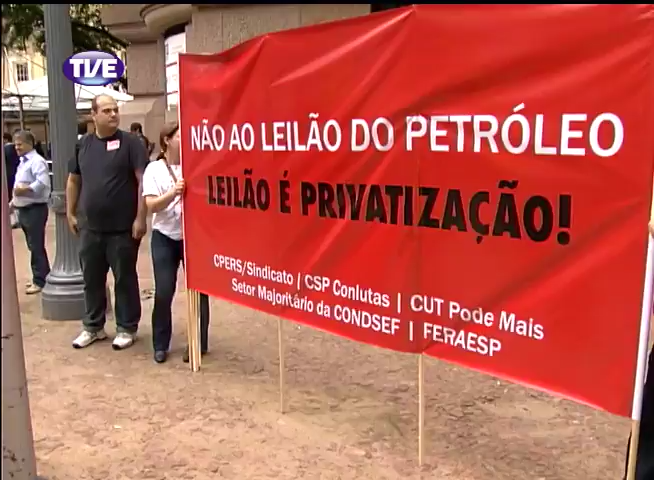 TVE
NÃO AO LEILÃO DO PETRÓLEO
LEILÃO É PRIVATIZAÇÃO!
CPERS/Sindicato | CSP Conlutas | CUT Pode Mais
Setor Majoritário da CONDSEF | FERAESP